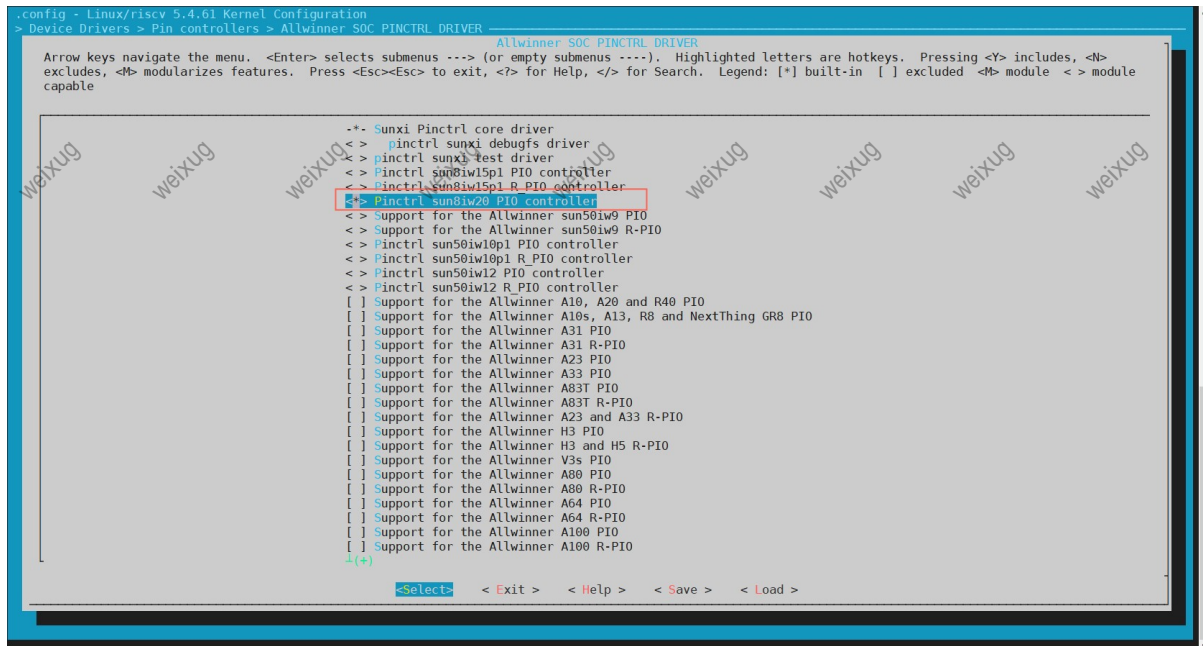 .config - Linux/riscv 5.4.61 Kernel Configuration
> Device Drivers > Pin controllers > Allwinner SOC PINCTRL DRIVER
Allwinner SOC PINCTRL DRIVER
Arrow keys navigate the menu. <Enter> selects submenus ---> (or empty submenus ----). Highlighted letters are hotkeys. Pressing <Y> includes, <N>
excludes, <M> modularizes features. Press <Esc><Esc> to exit, <?> for Help, </> for Search. Legend: [*] built-in [ ] excluded <M> module < > module
capable
-*- Sunxi Pinctrl core driver
< > pinctrl sunxi debugfs driver
< > pinctrl sunxi test driver
< > Pinctrl sun8iw15p1 PIO controller
< > Pinctrl sun8iw15p1 R_PIO controller
<*> Pinctrl sun8iw20 PIO controller
< > Support for the Allwinner sun50iw9 PIO
< > Support for the Allwinner sun50iw9 R-PIO
< > Pinctrl sun50iw10p1 PIO controller
< > Pinctrl sun50iw10p1 R_PIO controller
< > Pinctrl sun50iw12 PIO controller
< > Pinctrl sun50iw12 R_PIO controller
[ ] Support for the Allwinner A10, A20 and R40 PIO
[ ] Support for the Allwinner A10s, A13, R8 and NextThing GR8 PIO
[ ] Support for the Allwinner A31 PIO
[ ] Support for the Allwinner A31 R-PIO
[ ] Support for the Allwinner A23 PIO
[ ] Support for the Allwinner A33 PIO
[ ] Support for the Allwinner A83T PIO
[ ] Support for the Allwinner A83T R-PIO
[ ] Support for the Allwinner A23 and A33 R-PIO
[ ] Support for the Allwinner H3 PIO
[ ] Support for the Allwinner H3 and H5 R-PIO
[ ] Support for the Allwinner V3s PIO
[ ] Support for the Allwinner A80 PIO
[ ] Support for the Allwinner A80 R-PIO
[ ] Support for the Allwinner A64 PIO
[ ] Support for the Allwinner A64 R-PIO
[ ] Support for the Allwinner A100 PIO
[ ] Support for the Allwinner A100 R-PIO
┴(+)
<Select> < Exit > < Help > < Save > < Load >
weixug weixug weixug weixug weixug weixug weixug weixug weixug